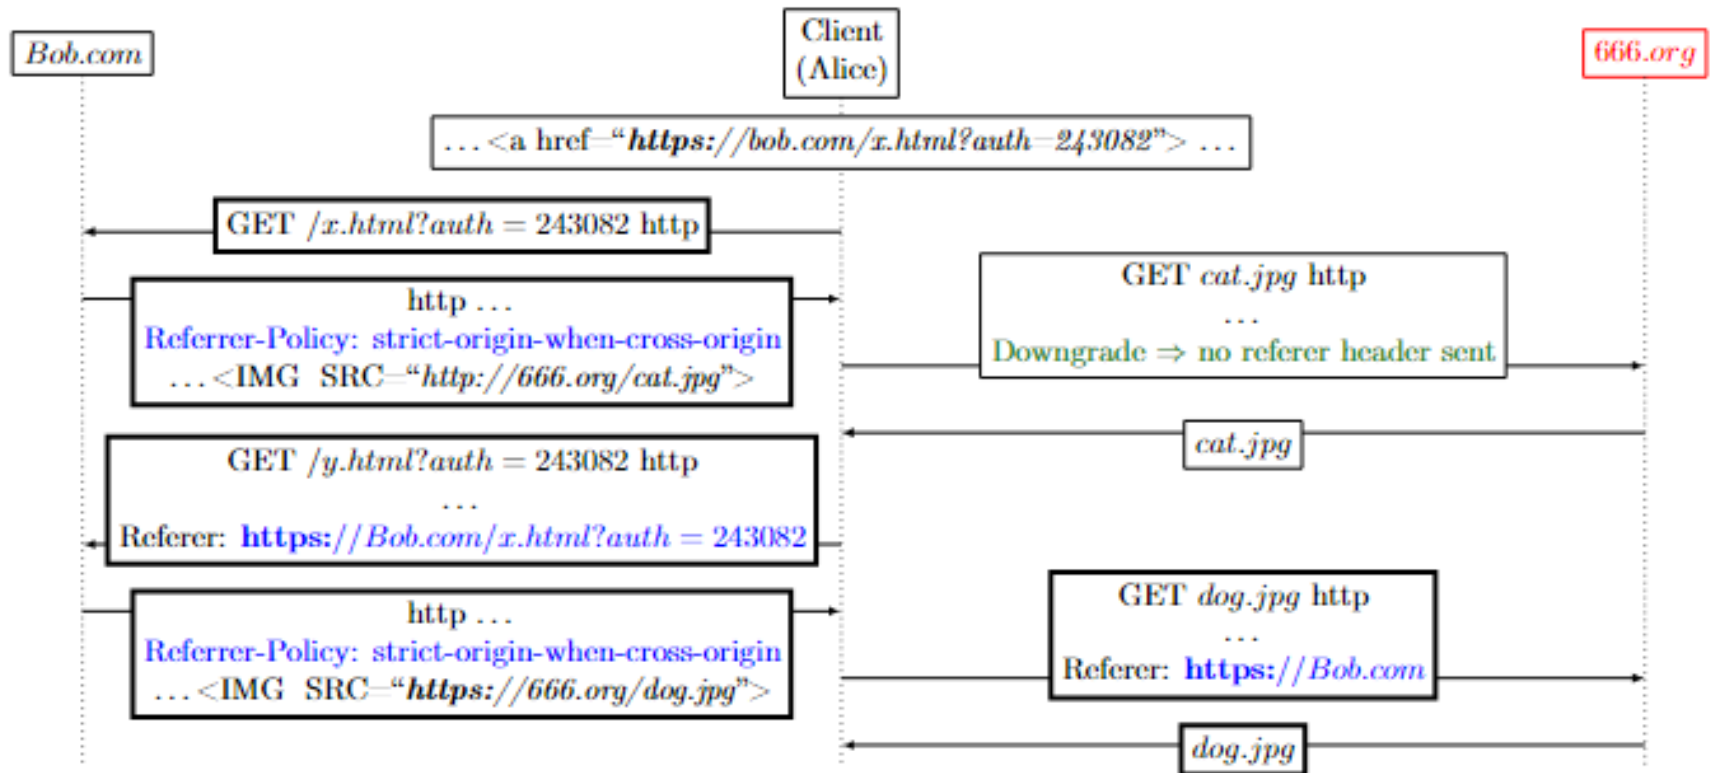 Bob.com
Client
(Alice)
666.org
...<a href=“https://bob.com/x.html?auth=243082”> ...
GET /x.html?auth = 243082 http
http ...
Referrer-Policy: strict-origin-when-cross-origin
...<IMG SRC=“http://666.org/cat.jpg”>
GET cat.jpg http
...
Downgrade ⇒ no referer header sent
cat.jpg
GET /y.html?auth = 243082 http
...
Referer: https://Bob.com/x.html?auth = 243082
http ...
Referrer-Policy: strict-origin-when-cross-origin
...<IMG SRC=“https://666.org/dog.jpg”>
GET dog.jpg http
...
Referer: https://Bob.com
dog.jpg